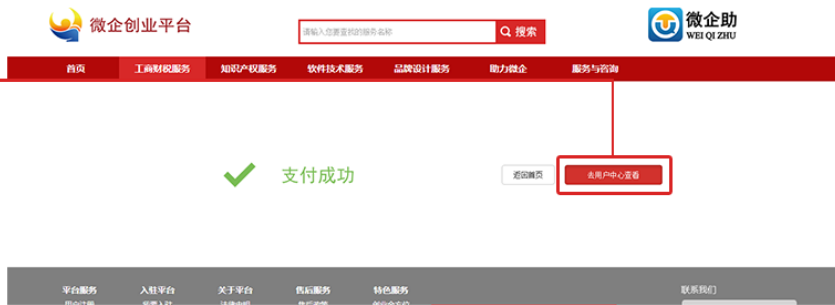 微企创业平台
请输入您要查找的服务名称
搜索
微企助
WEI QI ZHU
首页 工商财税服务 知识产权服务 软件技术服务 品牌设计服务 助力微企 服务与咨询
支付成功
返回首页
去用户中心查看
平台服务 入驻平台 关于平台 售后服务 特色服务 联系我们